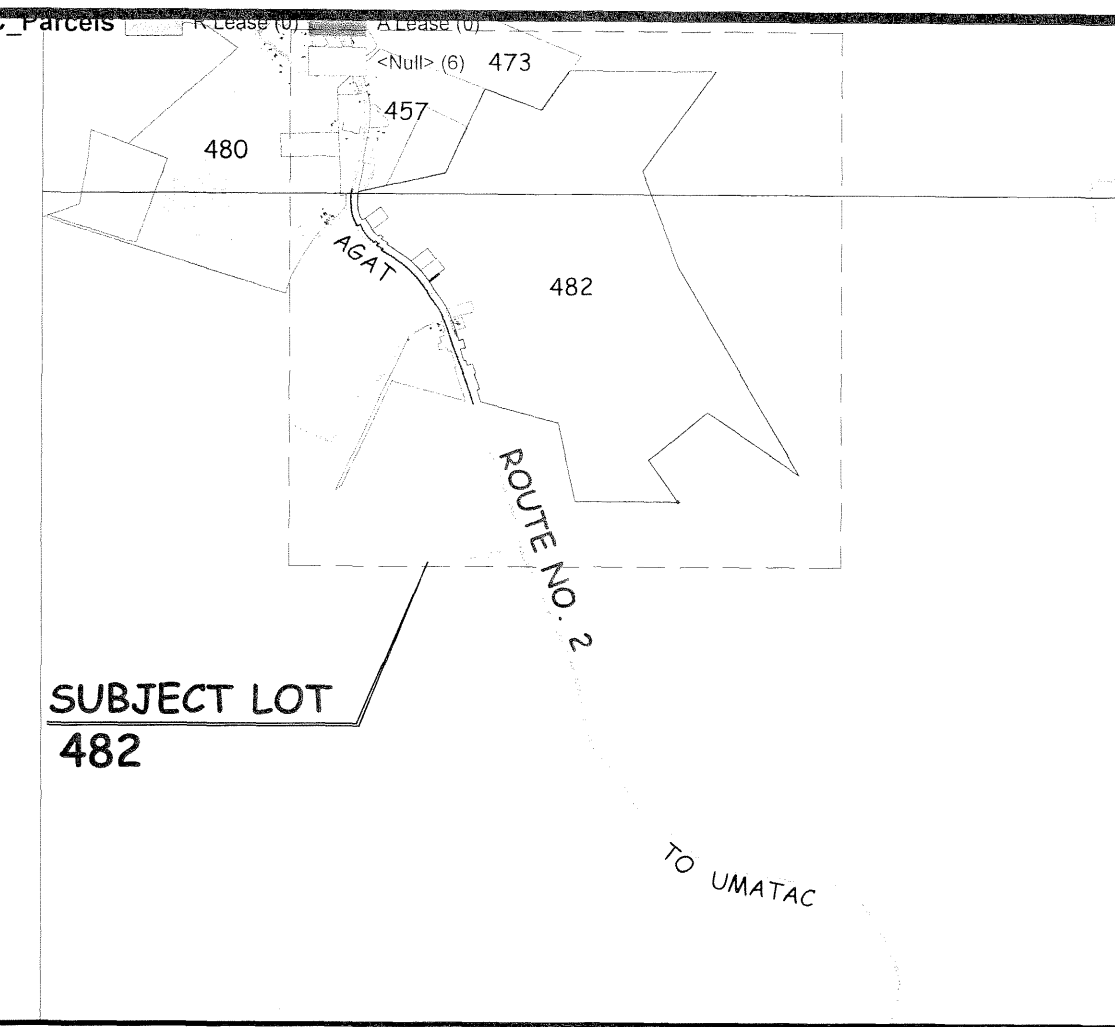 _Parcels R Lease (0) A Lease (0)
<Null> (6) 473
457
480
AGAT
482
ROUTE NO. 2
SUBJECT LOT
482
TO UMATAC